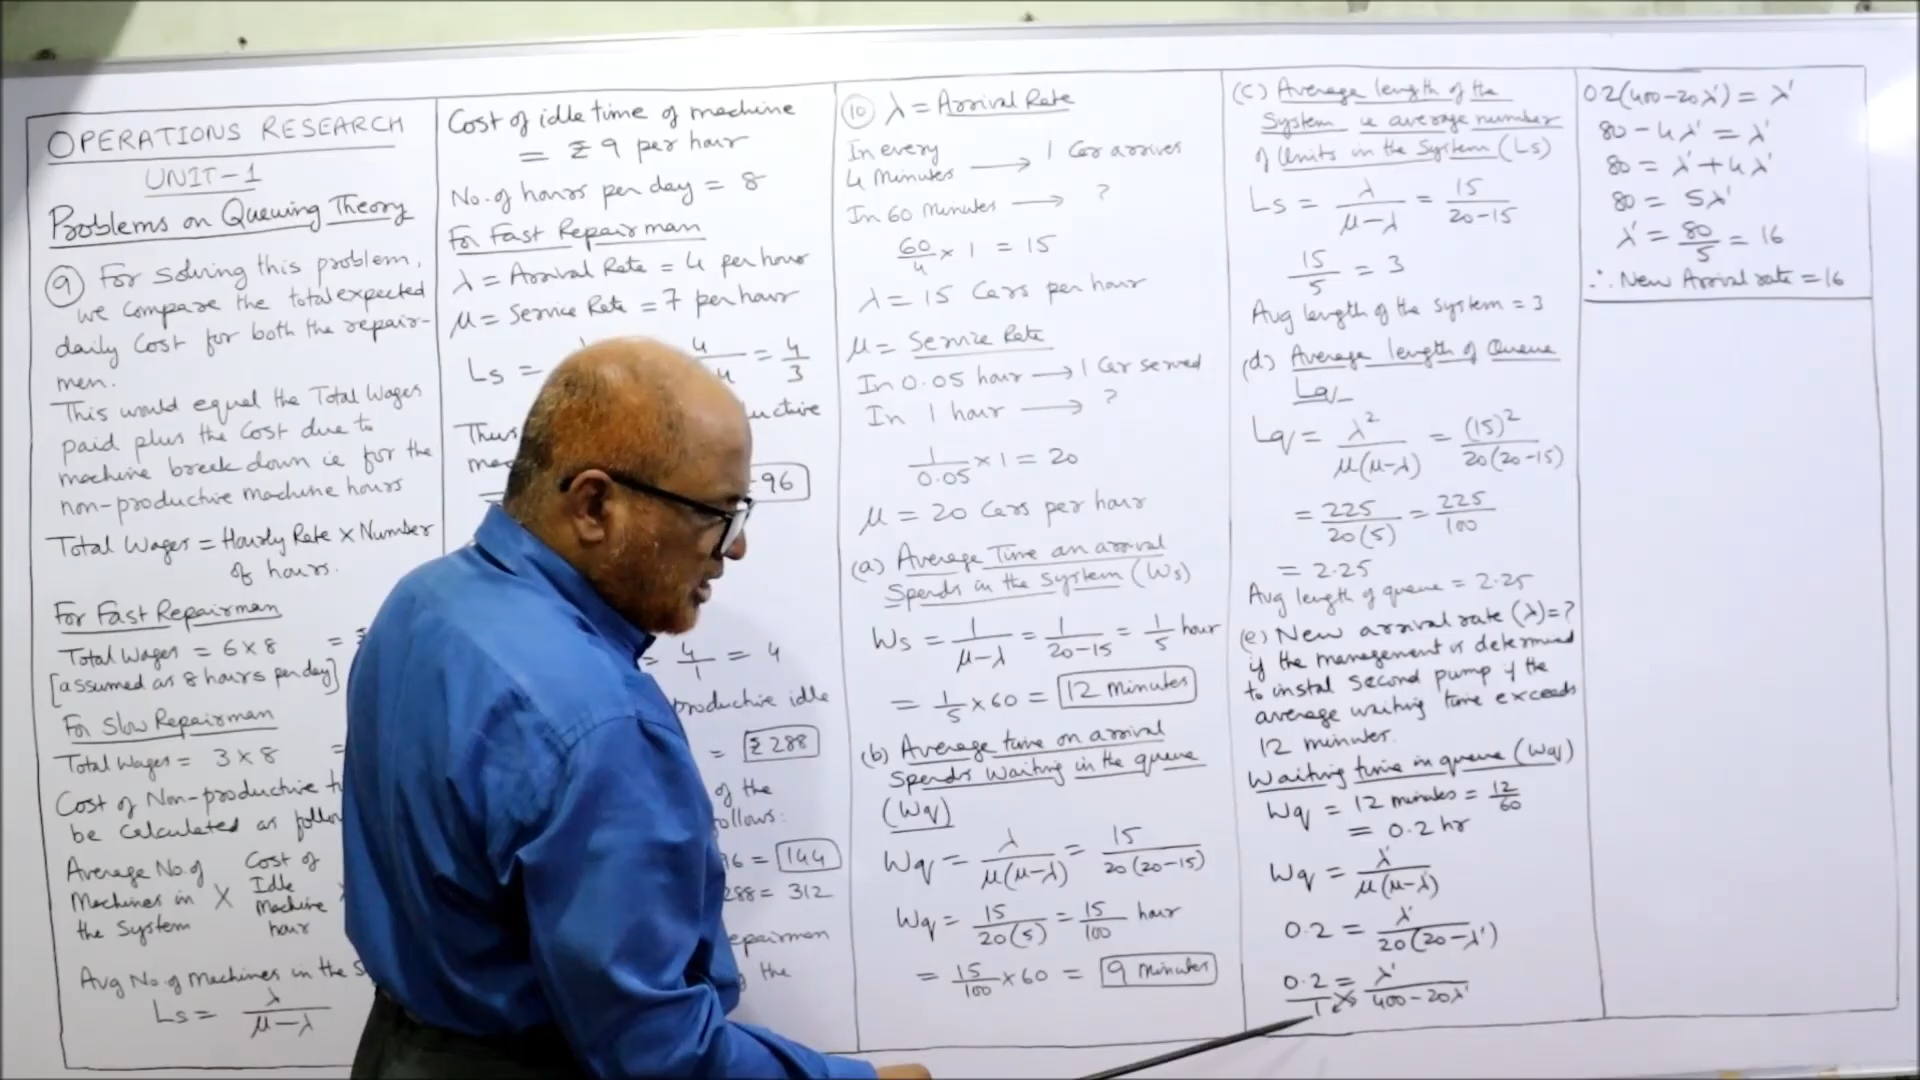 OPERATIONS RESEARCH
UNIT-1
Problems on Queuing Theory
(9) For solving this problem,
we compare the total expected
daily Cost for both the repair-
men.
This would equal the Total Wages
paid plus the Cost due to
machine break down ie for the
non-productive machine hours
Total Wages = Hourly Rate × Number
of hours.
For Fast Repairman
Total Wages = 6 × 8 =
[assumed as 8 hours per day]
For Slow Repairman
Total Wages = 3 × 8 =
Cost of Non-productive
be Calculated as
Average No. of Machines in the System × Cost of Idle Machine hour
Avg No. of Machines in the
Ls = λ / (μ-λ)
Cost of idle time of machine
= ₹ 9 per hour
No. of hours per day = 8
For Fast Repairman
λ = Arrival Rate = 4 per hour
μ = Service Rate = 7 per hour
Ls = 4 = 4/3
Thus
96
= 4/1 = 4
productive idle
= ₹ 288
of the
96 = 144
288 = 312
the
(10) λ = Arrival Rate
In every
4 Minutes → 1 Car arrives
In 60 Minutes → ?
60/4 × 1 = 15
λ = 15 Cars per hour
μ = Service Rate
In 0.05 hour → 1 Car served
In 1 hour → ?
1/0.05 × 1 = 20
μ = 20 Cars per hour
(a) Average Time an arrival
Spends in the System (Ws)
Ws = 1/(μ-λ) = 1/(20-15) = 1/5 hour
= 1/5 × 60 = 12 minutes
(b) Average time an arrival
Spends waiting in the queue
(Wq)
Wq = λ/(μ(μ-λ)) = 15/(20(20-15))
Wq = 15/(20(5)) = 15/100 hour
= 15/100 × 60 = 9 minutes
(c) Average length of the
System ie average number
of Units in the System (Ls)
Ls = λ/(μ-λ) = 15/(20-15)
15/5 = 3
Avg length of the System = 3
(d) Average length of Queue
Lq
Lq = λ²/(μ(μ-λ)) = (15)²/(20(20-15))
= 225/(20(5)) = 225/100
= 2.25
Avg length of queue = 2.25
(e) New arrival rate (λ) = ?
if the management is determined
to instal second pump if the
average waiting time exceeds
12 minutes.
Waiting time in queue (Wq)
Wq = 12 minutes = 12/60
= 0.2 hr
Wq = λ'/(μ(μ-λ'))
0.2 = λ'/(20(20-λ'))
0.2/1 = λ'/(400-20λ')
0.2(400-20λ') = λ'
80 - 4λ' = λ'
80 = λ' + 4λ'
80 = 5λ'
λ' = 80/5 = 16
∴ New Arrival rate = 16